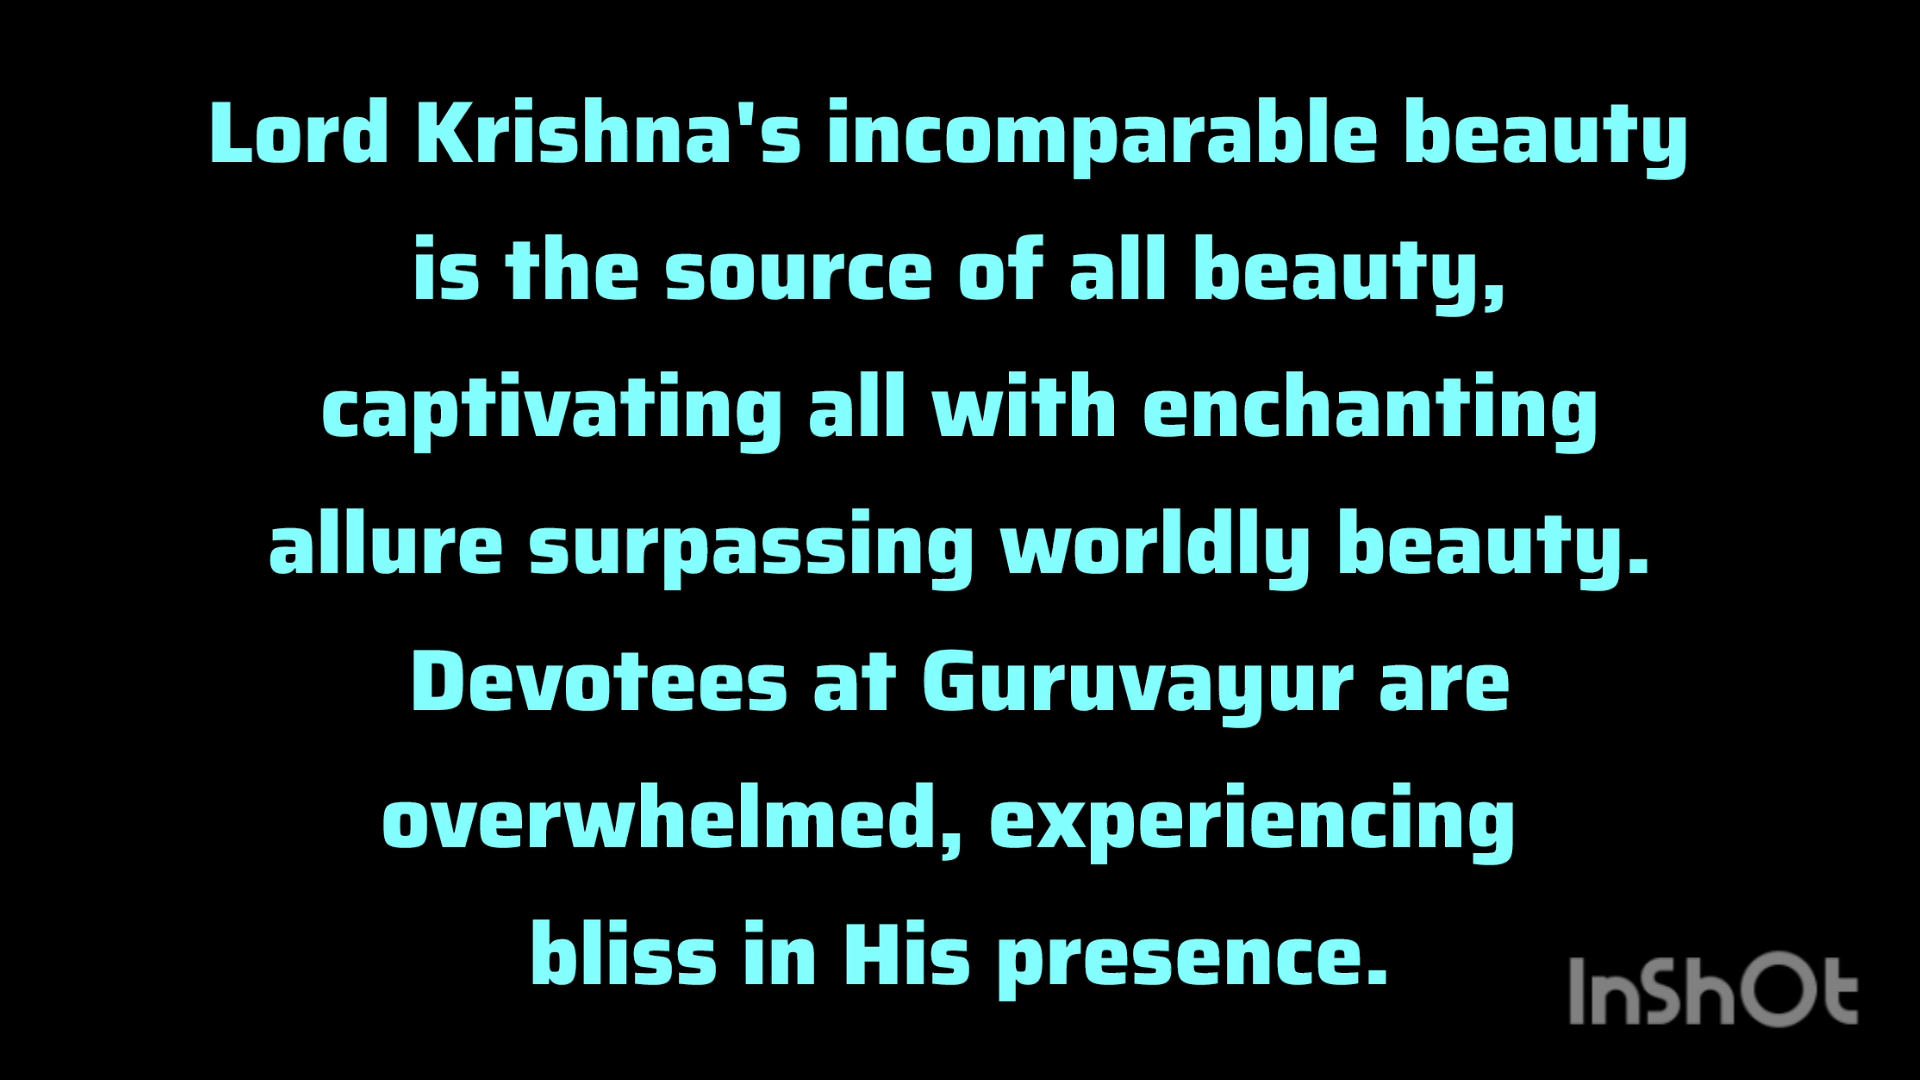 Lord Krishna's incomparable beauty
is the source of all beauty,
captivating all with enchanting
allure surpassing worldly beauty.
Devotees at Guruvayur are
overwhelmed, experiencing
bliss in His presence.
InShOt